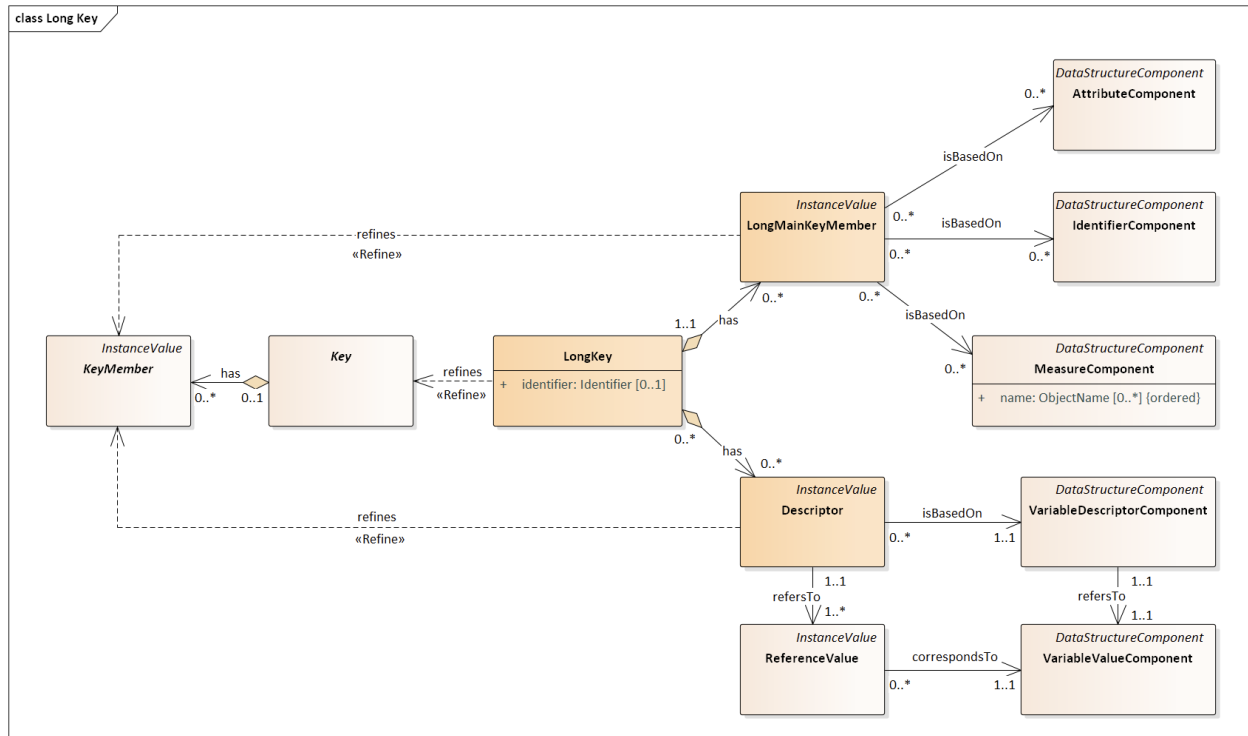 class Long Key
DataStructureComponent
AttributeComponent
0..*
isBasedOn
0..*
InstanceValue
LongMainKeyMember
DataStructureComponent
IdentifierComponent
isBasedOn
0..*
0..*
refines
«Refine»
0..*
0..*
isBasedOn
1..1
has
0..*
InstanceValue
KeyMember
Key
has
0..*
0..1
refines
«Refine»
LongKey
+ identifier: Identifier [0..1]
DataStructureComponent
MeasureComponent
+ name: ObjectName [0..*] {ordered}
0..*
has
0..*
InstanceValue
Descriptor
DataStructureComponent
VariableDescriptorComponent
isBasedOn
0..*
1..1
refines
«Refine»
1..1
refersTo
1..*
1..1
refersTo
1..1
InstanceValue
ReferenceValue
DataStructureComponent
VariableValueComponent
correspondsTo
0..*
1..1